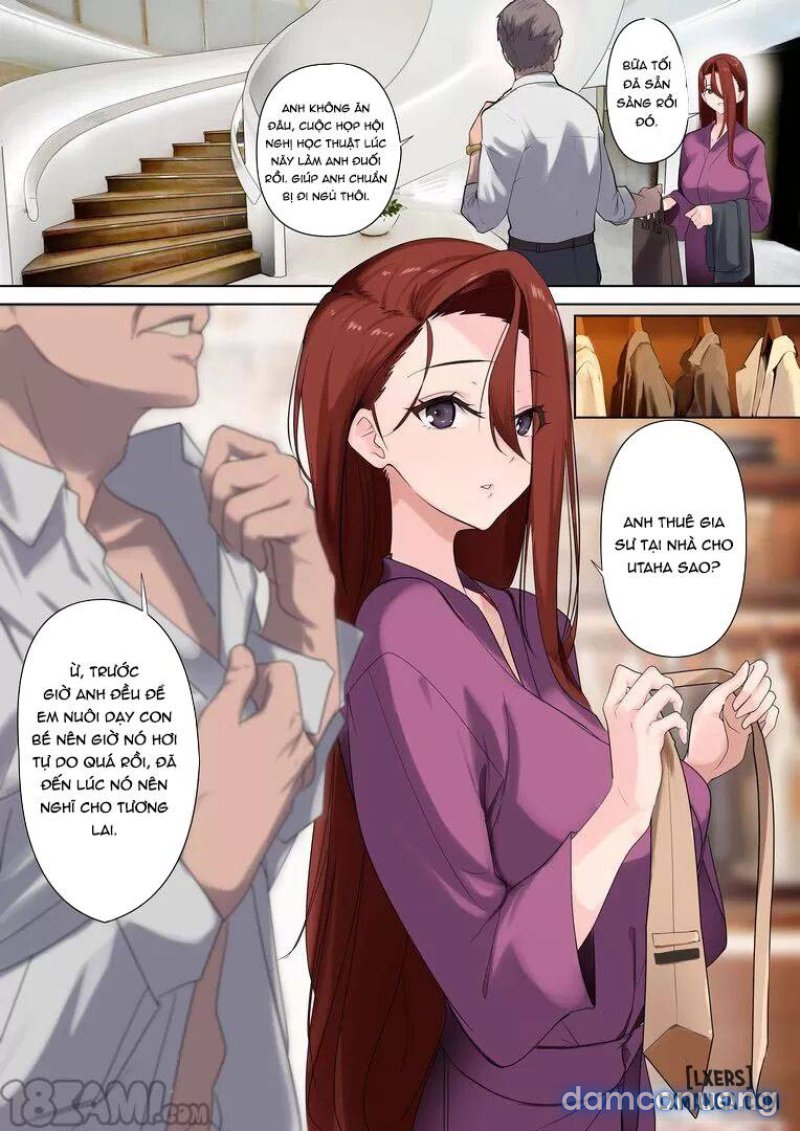 BỮA TỐI
ĐÃ SẴN
SÀNG RỒI
ĐÓ.
ANH KHÔNG ĂN
ĐÂU, CUỘC HỌP HỘI
NGHỊ HỌC THUẬT LÚC
NÃY LÀM ANH ĐUỐI
RỒI. GIÚP ANH CHUẨN
BỊ ĐI NGỦ THÔI.
ANH THUÊ GIA
SƯ TẠI NHÀ CHO
UTAHA SAO?
Ừ, TRƯỚC
GIỜ ANH ĐỀU ĐỂ
EM NUÔI DẠY CON
BÉ NÊN GIỜ NÓ HƠI
TỰ DO QUÁ RỒI, ĐÃ
ĐẾN LÚC NÓ NÊN
NGHĨ CHO TƯƠNG
LAI.
[LXERS]
18ZAMI.COM
damconuong